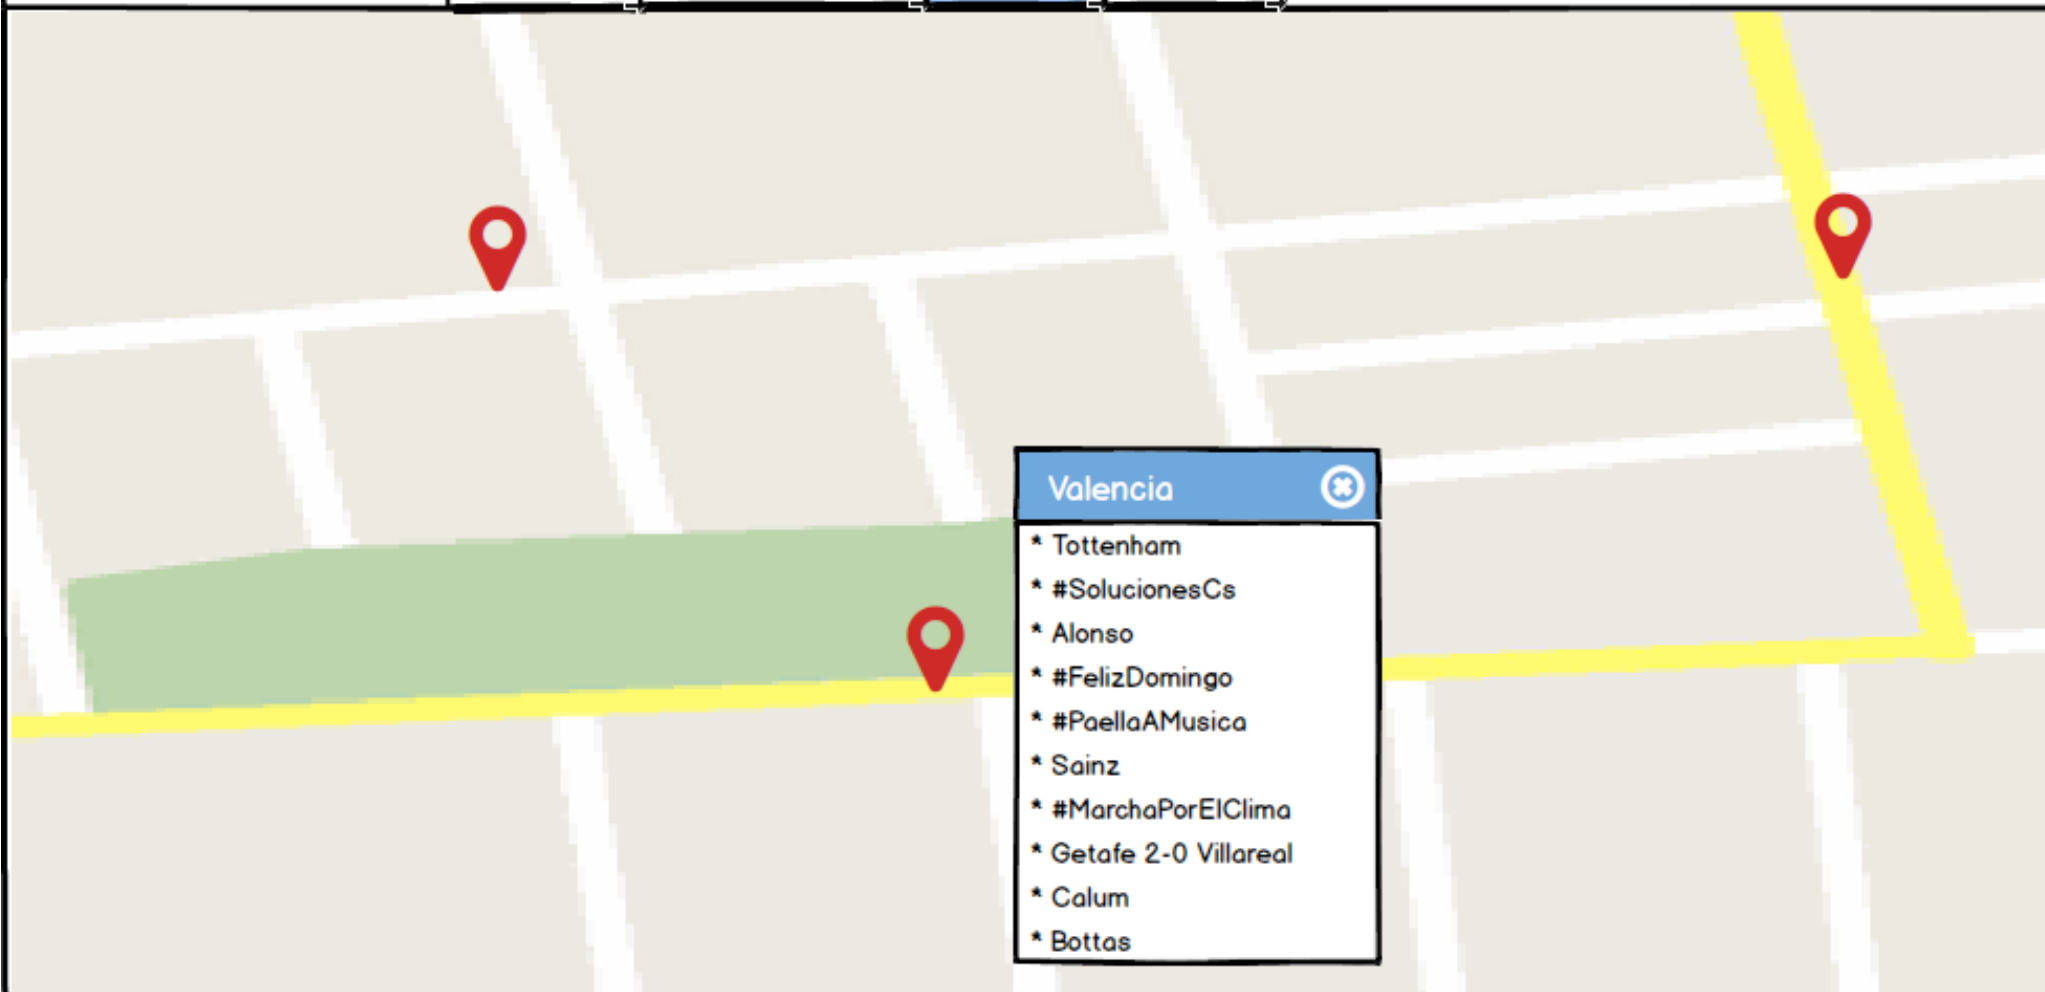 Valencia
* Tottenham
* #SolucionesCs
* Alonso
* #FelizDomingo
* #PaellaAMusica
* Sainz
* #MarchaPorElClima
* Getafe 2-0 Villareal
* Calum
* Bottas